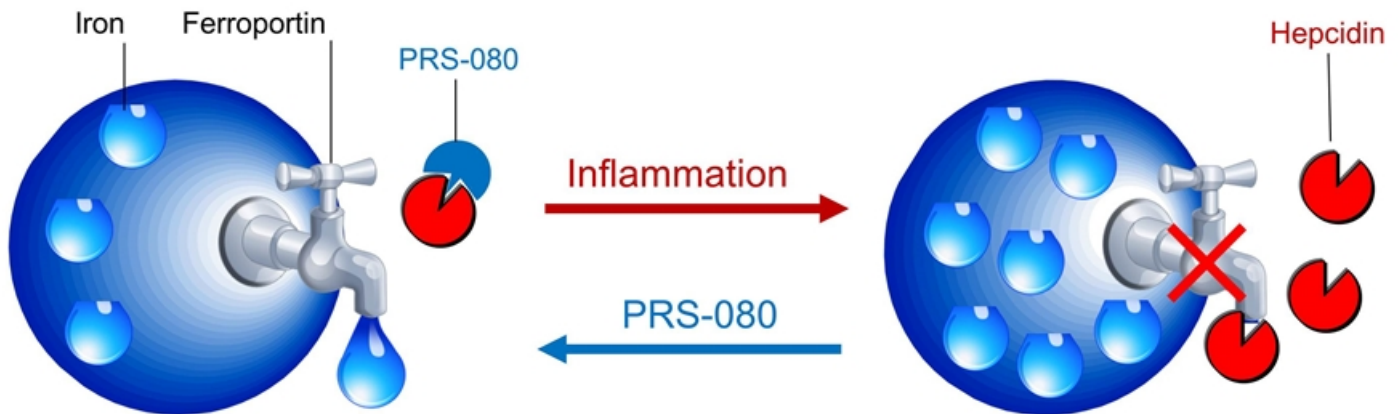 Iron
Ferroportin
PRS-080
Inflammation
PRS-080
Hepcidin